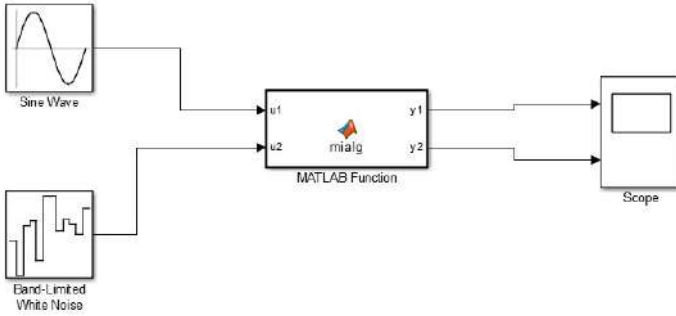 Sine Wave
u1
y1
mialg
u2
y2
MATLAB Function
Scope
Band-Limited
White Noise